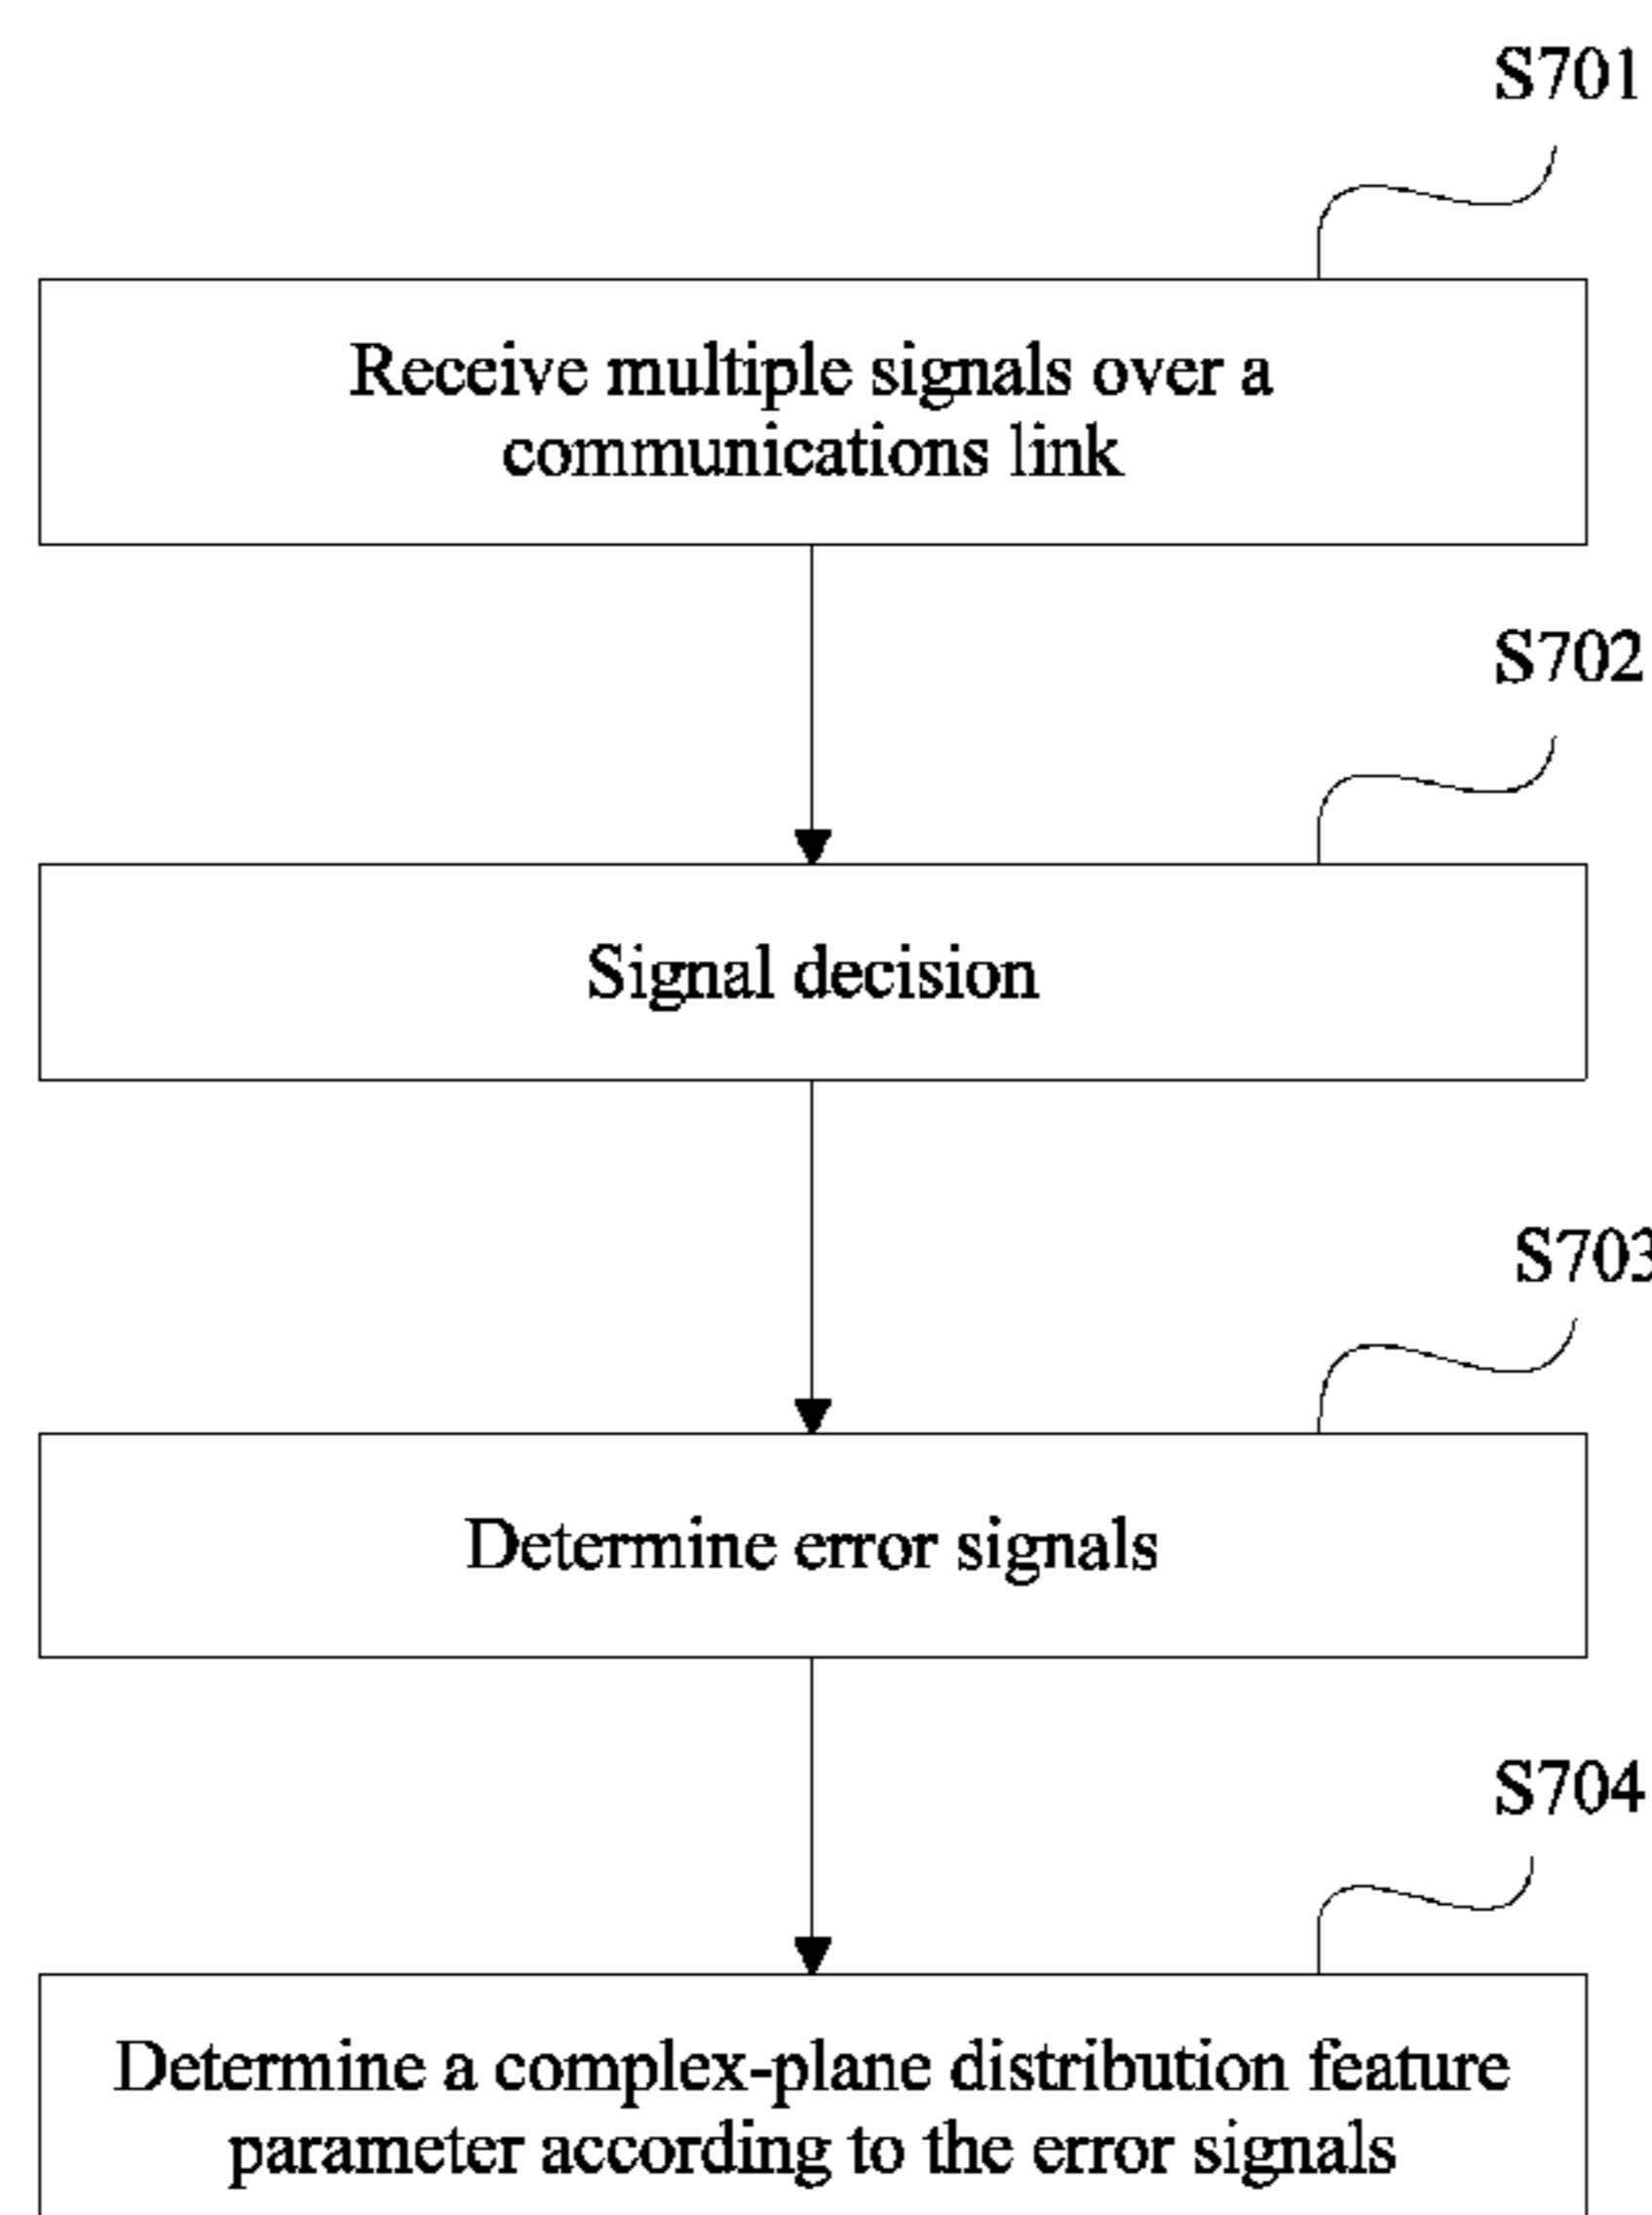 S701
Receive multiple signals over a
communications link
S702
Signal decision
S703
Determine error signals
S704
Determine a complex-plane distribution feature
parameter according to the error signals